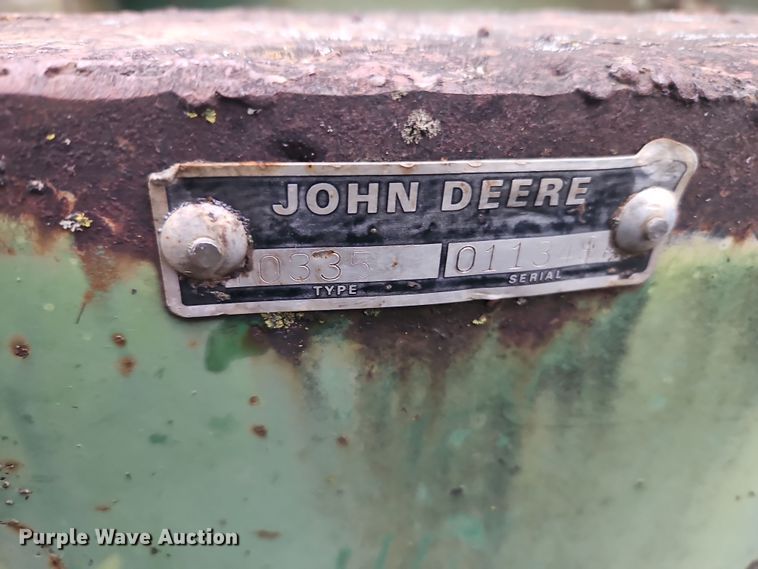 JOHN DEERE
0335
TYPE
SERIAL
Purple Wave Auction